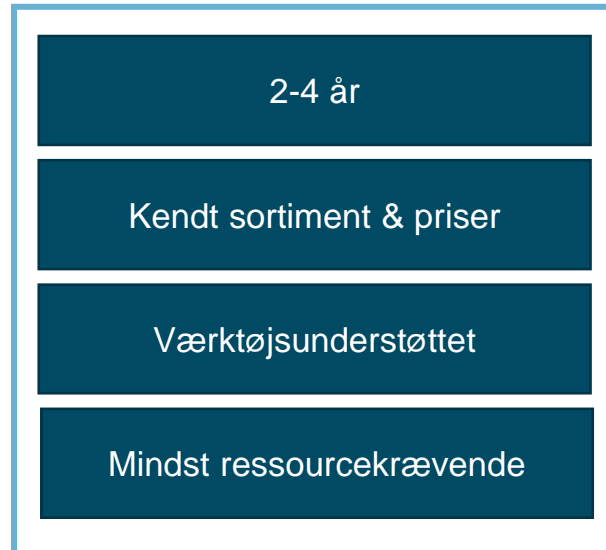 2-4 år
Kendt sortiment & priser
Værktøjsunderstøttet
Mindst ressourcekrævende